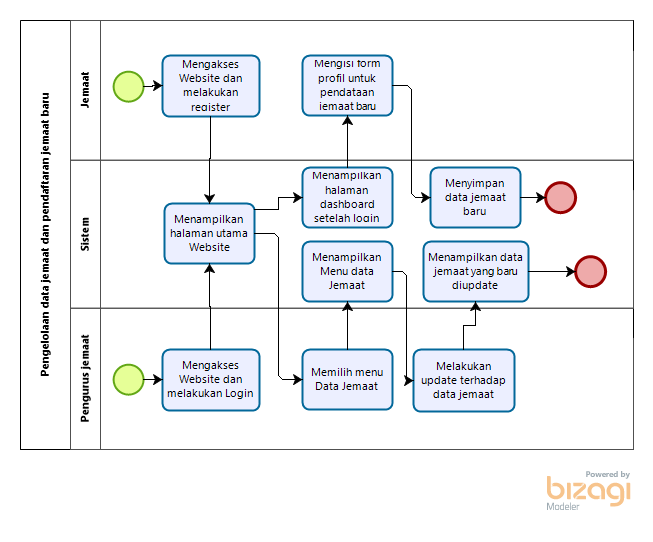 Pengelolaan data jemaat dan pendaftaran jemaat baru
Jemaat
Mengakses
Website dan
melakukan
register
Mengisi form
profil untuk
pendataan
jemaat baru
Sistem
Menampilkan
halaman utama
Website
Menampilkan
halaman
dashboard
setelah login
Menyimpan
data jemaat
baru
Menampilkan
Menu data
Jemaat
Menampilkan data
jemaat yang baru
diupdate
Pengurus jemaat
Mengakses
Website dan
melakukan Login
Memilih menu
Data Jemaat
Melakukan
update terhadap
data jemaat
Powered by
bizagi
Modeler